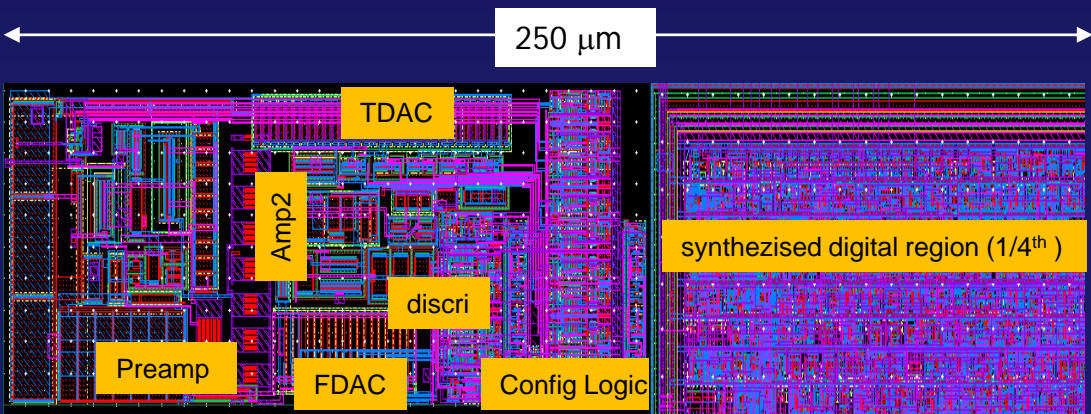 250 μm
TDAC
Amp2
synthezised digital region (1/4th )
discri
Preamp
FDAC
Config Logic